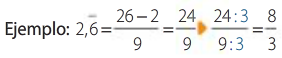 Ejemplo: 2,6̅ = 26 – 2 / 9 = 24 / 9 ▶ 24 : 3 / 9 : 3 = 8 / 3